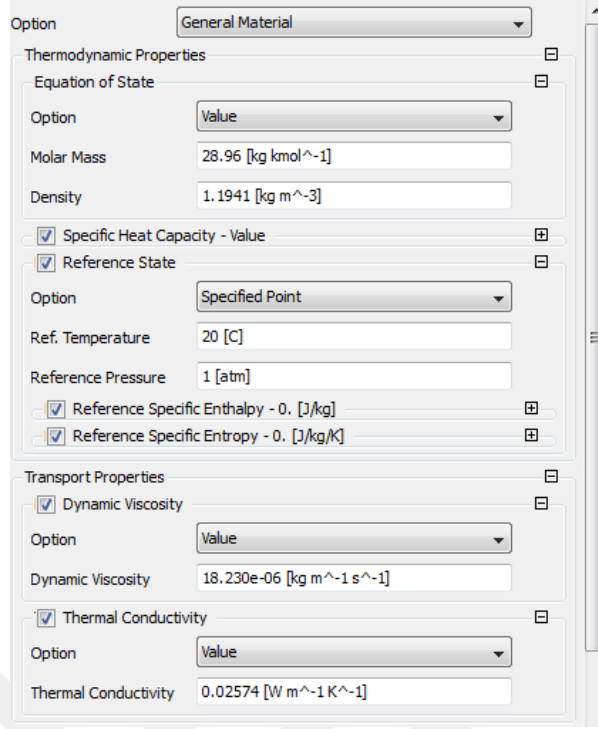 Option General Material
Thermodynamic Properties
Equation of State
Option Value
Molar Mass 28.96 [kg kmol^-1]
Density 1.1941 [kg m^-3]
Specific Heat Capacity - Value
Reference State
Option Specified Point
Ref. Temperature 20 [C]
Reference Pressure 1 [atm]
Reference Specific Enthalpy - 0. [J/kg]
Reference Specific Entropy - 0. [J/kg/K]
Transport Properties
Dynamic Viscosity
Option Value
Dynamic Viscosity 18.230e-06 [kg m^-1 s^-1]
Thermal Conductivity
Option Value
Thermal Conductivity 0.02574 [W m^-1 K^-1]